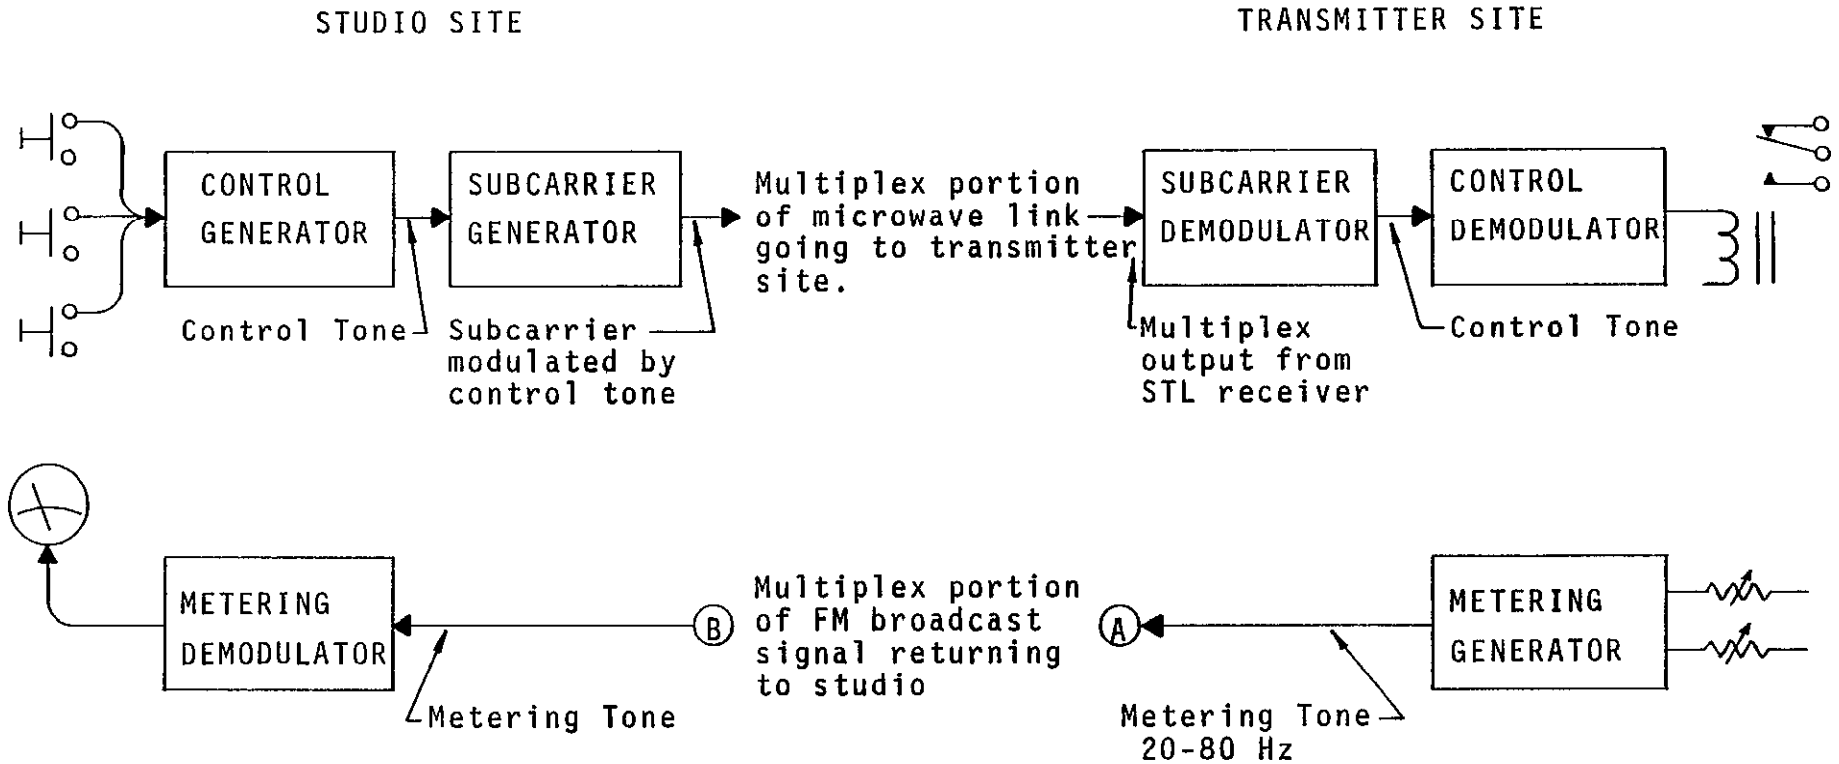 STUDIO SITE
TRANSMITTER SITE
CONTROL
GENERATOR
SUBCARRIER
GENERATOR
Multiplex portion
of microwave link
going to transmitter
site.
SUBCARRIER
DEMODULATOR
CONTROL
DEMODULATOR
Control Tone
Subcarrier
modulated by
control tone
Multiplex
output from
STL receiver
Control Tone
METERING
DEMODULATOR
B
Multiplex portion
of FM broadcast
signal returning
to studio
A
METERING
GENERATOR
Metering Tone
Metering Tone
20-80 Hz